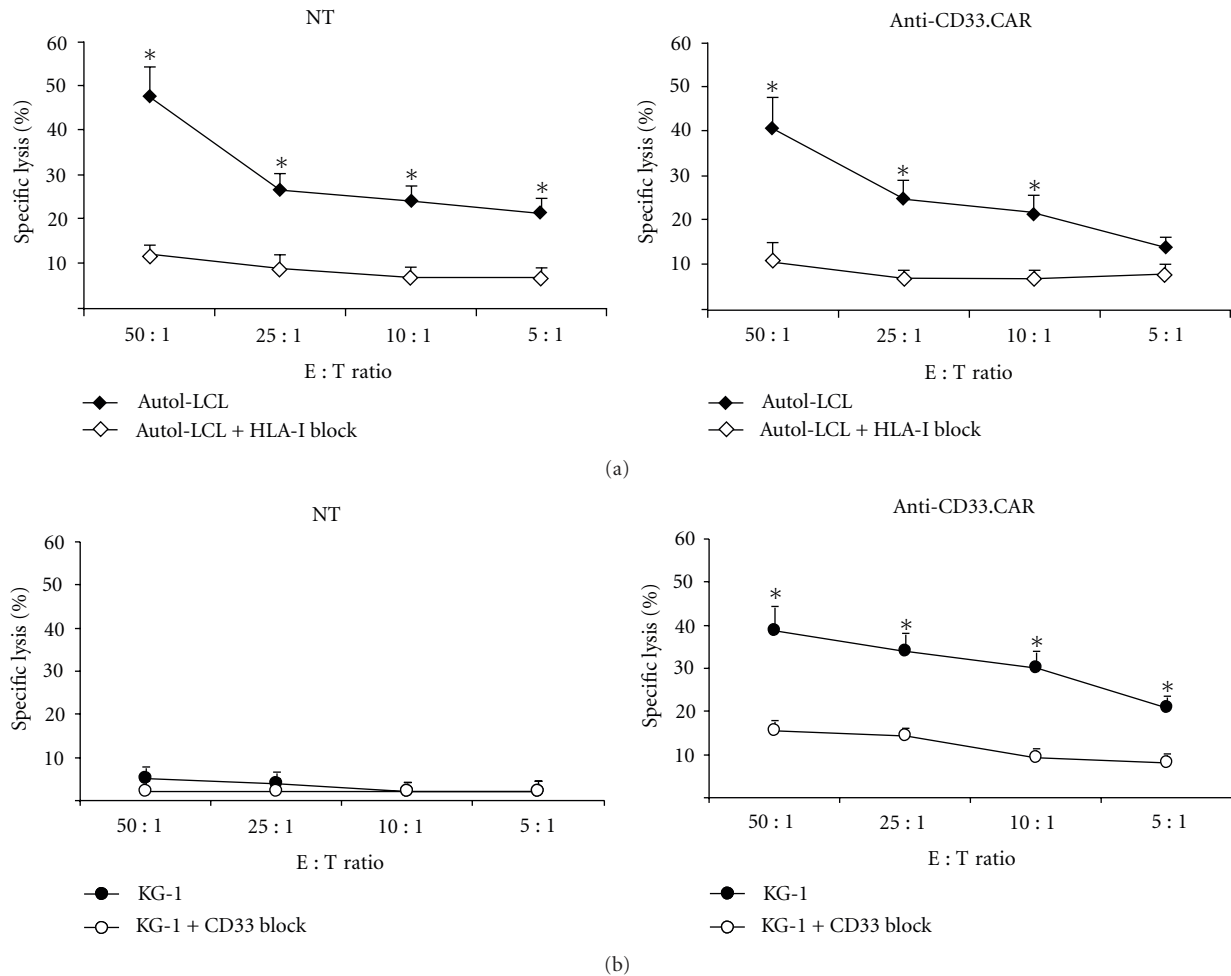 NT
Specific lysis (%)
60
50
40
30
20
10
*
*
*
*
50 : 1
25 : 1
10 : 1
5 : 1
E : T ratio
Autol-LCL
Autol-LCL + HLA-I block
Anti-CD33.CAR
Specific lysis (%)
60
50
40
30
20
10
*
*
*
50 : 1
25 : 1
10 : 1
5 : 1
E : T ratio
Autol-LCL
Autol-LCL + HLA-I block
(a)
NT
Specific lysis (%)
60
50
40
30
20
10
50 : 1
25 : 1
10 : 1
5 : 1
E : T ratio
KG-1
KG-1 + CD33 block
Anti-CD33.CAR
Specific lysis (%)
60
50
40
30
20
10
*
*
*
*
50 : 1
25 : 1
10 : 1
5 : 1
E : T ratio
KG-1
KG-1 + CD33 block
(b)